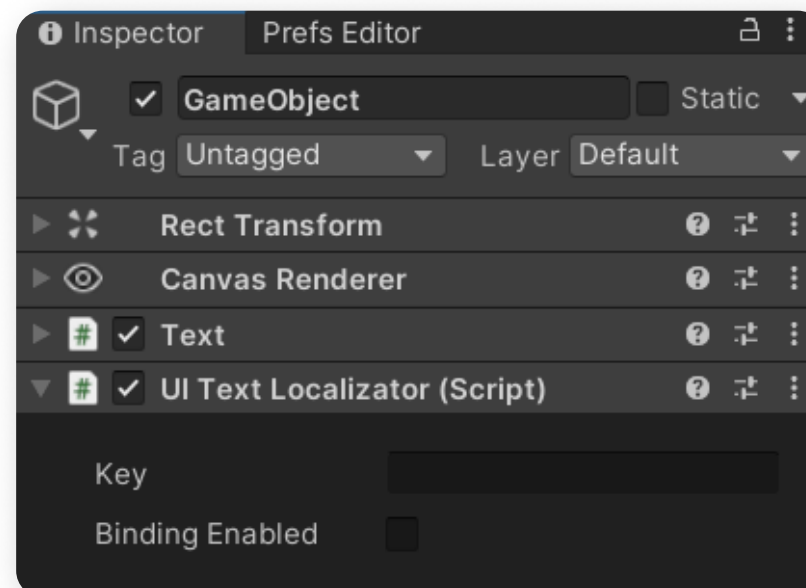 Inspector Prefs Editor
GameObject Static
Tag Untagged Layer Default
Rect Transform
Canvas Renderer
# Text
# UI Text Localizator (Script)
Key
Binding Enabled